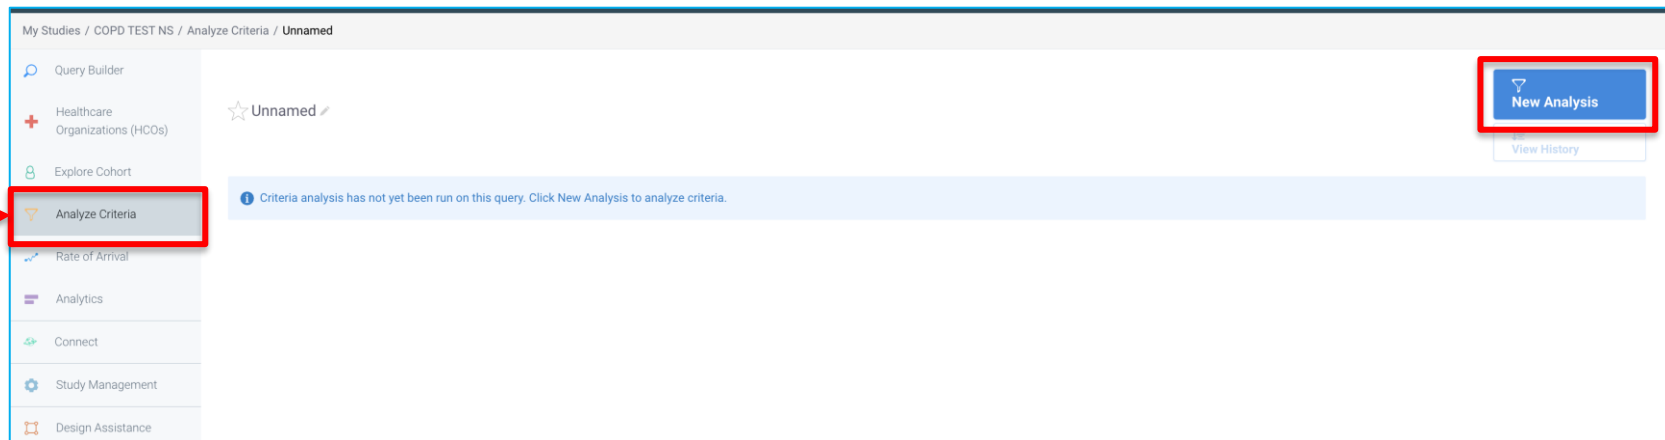 My Studies / COPD TEST NS / Analyze Criteria / Unnamed
Query Builder
Healthcare
Organizations (HCOs)
Explore Cohort
Analyze Criteria
Rate of Arrival
Analytics
Connect
Study Management
Design Assistance
Unnamed
New Analysis
View History
Criteria analysis has not yet been run on this query. Click New Analysis to analyze criteria.